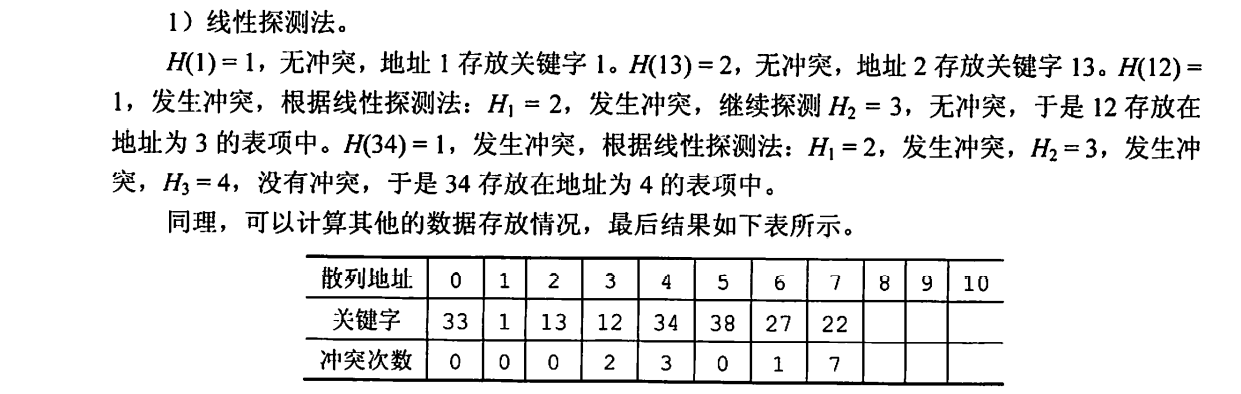 1）线性探测法。
H(1) = 1，无冲突，地址 1 存放关键字 1。H(13) = 2，无冲突，地址 2 存放关键字 13。H(12) =
1，发生冲突，根据线性探测法：H₁ = 2，发生冲突，继续探测 H₂ = 3，无冲突，于是 12 存放在
地址为 3 的表项中。H(34) = 1，发生冲突，根据线性探测法：H₁ = 2，发生冲突，H₂ = 3，发生冲
突，H₃ = 4，没有冲突，于是 34 存放在地址为 4 的表项中。
同理，可以计算其他的数据存放情况，最后结果如下表所示。
散列地址 0 1 2 3 4 5 6 7 8 9 10
关键字 33 1 13 12 34 38 27 22
冲突次数 0 0 0 2 3 0 1 7